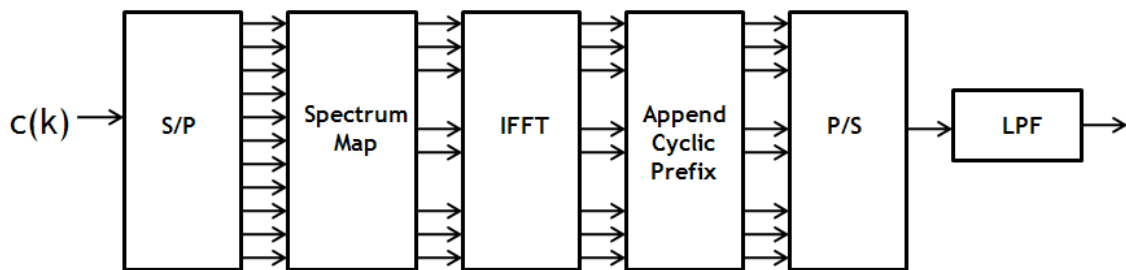 c(k)
S/P
Spectrum
Map
IFFT
Append
Cyclic
Prefix
P/S
LPF